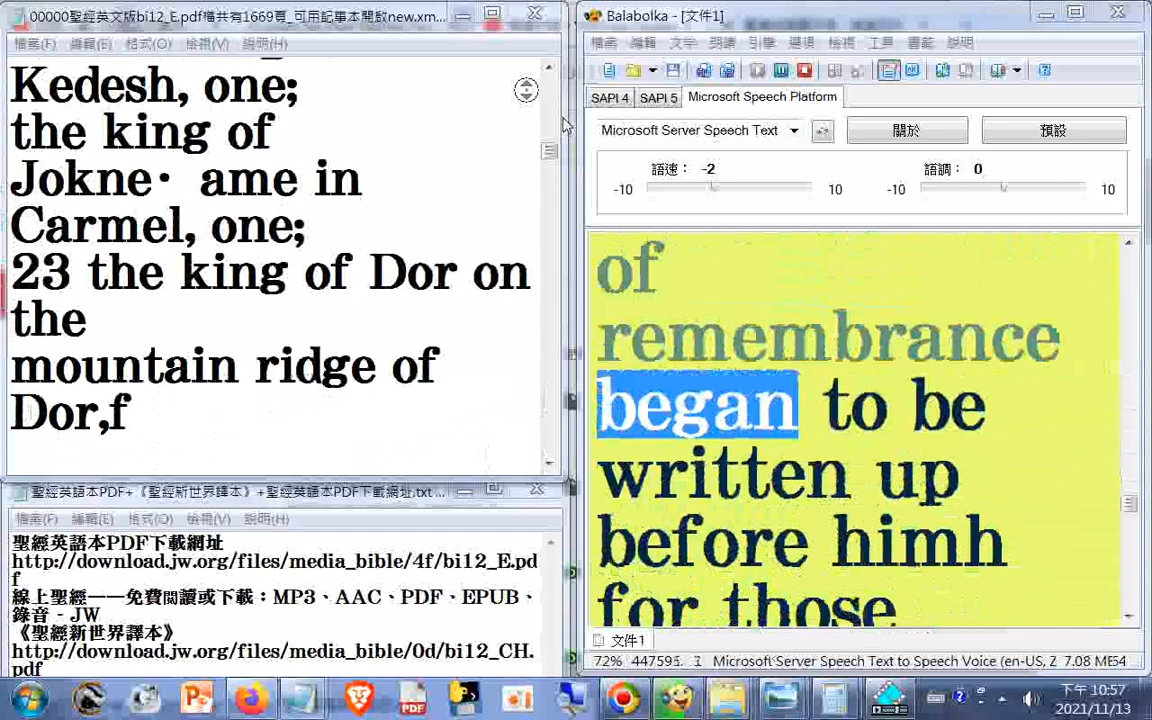 00000聖經英文版bi12_E.pdf檔共有1669頁_可用記事本開啟new.xm...
檔案(F) 編輯(E) 格式(O) 檢視(V) 說明(H)
Kedesh, one;
the king of
Jokne· ame in
Carmel, one;
23 the king of Dor on
the
mountain ridge of
Dor,f
聖經英語本PDF+《聖經新世界譯本》+聖經英語本PDF下載網址.txt ...
檔案(F) 編輯(E) 格式(O) 檢視(V) 說明(H)
聖經英語本PDF下載網址
http://download.jw.org/files/media_bible/4f/bi12_E.pd
f
線上聖經——免費閱讀或下載：MP3、AAC、PDF、EPUB、
錄音 - JW
《聖經新世界譯本》
http://download.jw.org/files/media_bible/0d/bi12_CH.
pdf
Balabolka - [文件1]
檔案 編輯 文字 朗讀 引擎 選項 檢視 工具 書籤 說明
SAPI 4 SAPI 5 Microsoft Speech Platform
Microsoft Server Speech Text 關於 預設
語速： -2 語調： 0
-10 10 -10 10
of
remembrance
began to be
written up
before himh
for those
文件1
72% Microsoft Server Speech Text to Speech Voice (en-US, Z 7.08 ME54
下午 10:57
2021/11/13